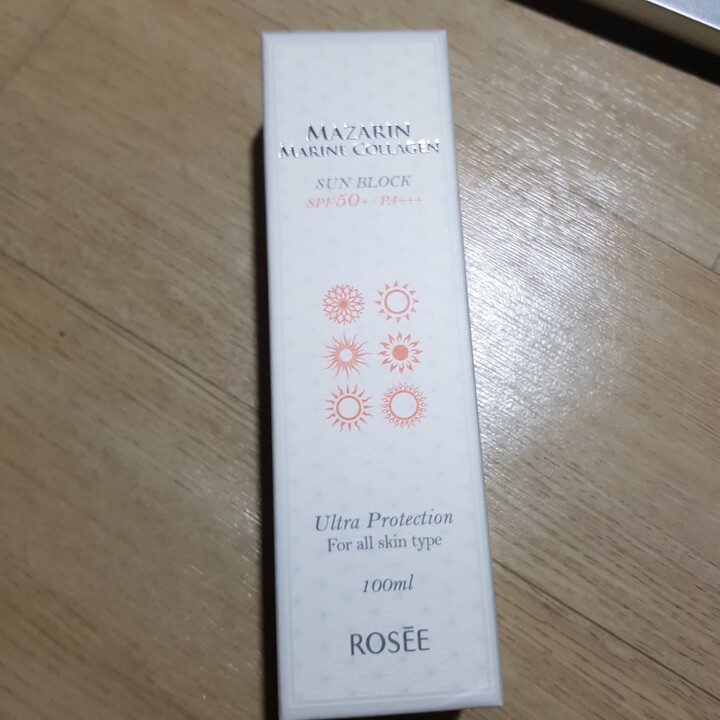 MAZARIN
MARINE COLLAGEN
SUN BLOCK
SPF50+/PA+++
Ultra Protection
For all skin type
100ml
ROSĒE